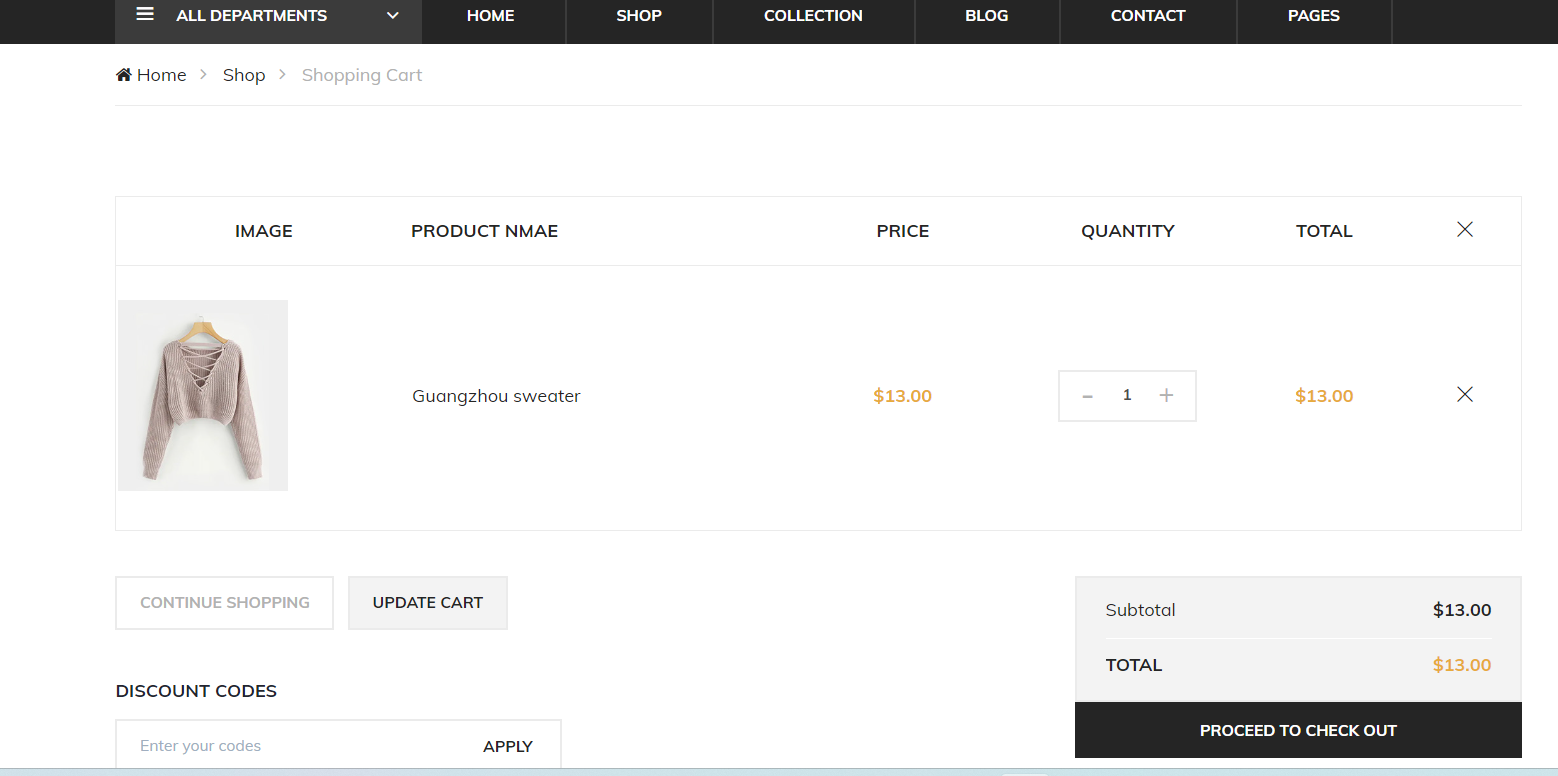 ALL DEPARTMENTS HOME SHOP COLLECTION BLOG CONTACT PAGES
Home > Shop > Shopping Cart
IMAGE PRODUCT NMAE PRICE QUANTITY TOTAL
Guangzhou sweater $13.00 - 1 + $13.00
CONTINUE SHOPPING UPDATE CART
Subtotal $13.00
TOTAL $13.00
DISCOUNT CODES
PROCEED TO CHECK OUT
Enter your codes APPLY